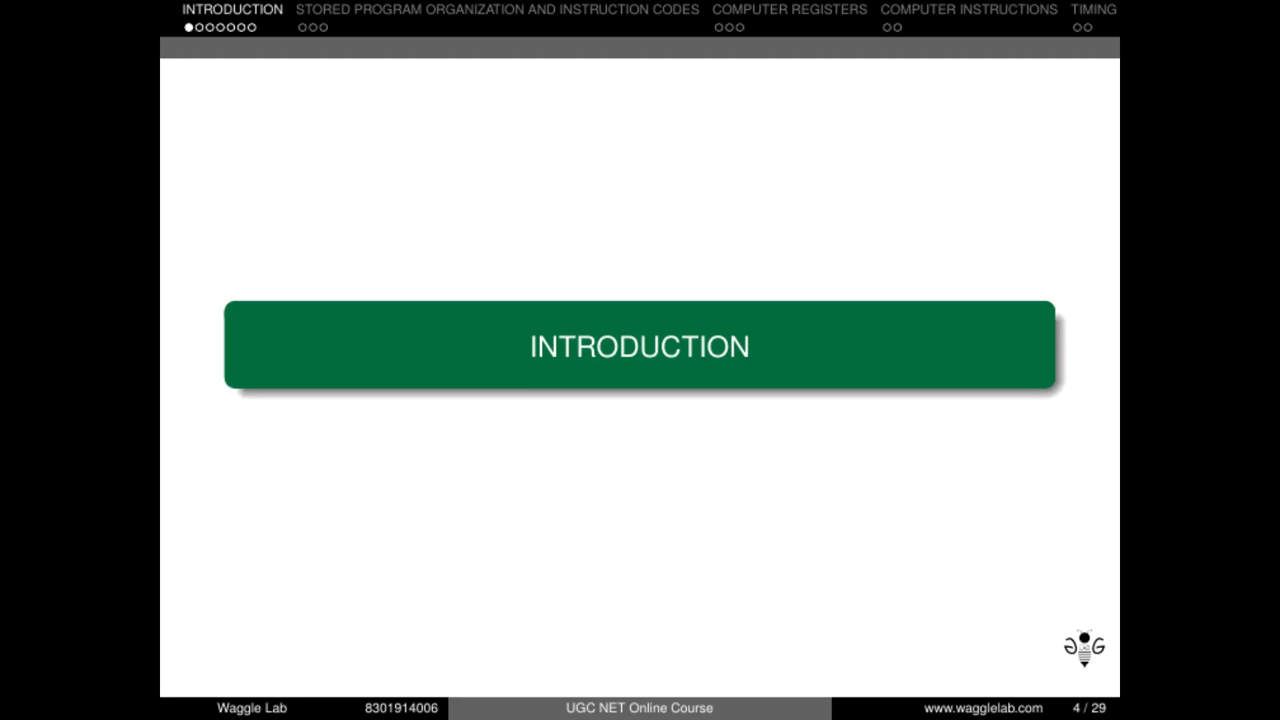 INTRODUCTION STORED PROGRAM ORGANIZATION AND INSTRUCTION CODES COMPUTER REGISTERS COMPUTER INSTRUCTIONS TIMING
INTRODUCTION
Waggle Lab 8301914006 UGC NET Online Course www.wagglelab.com 4 / 29